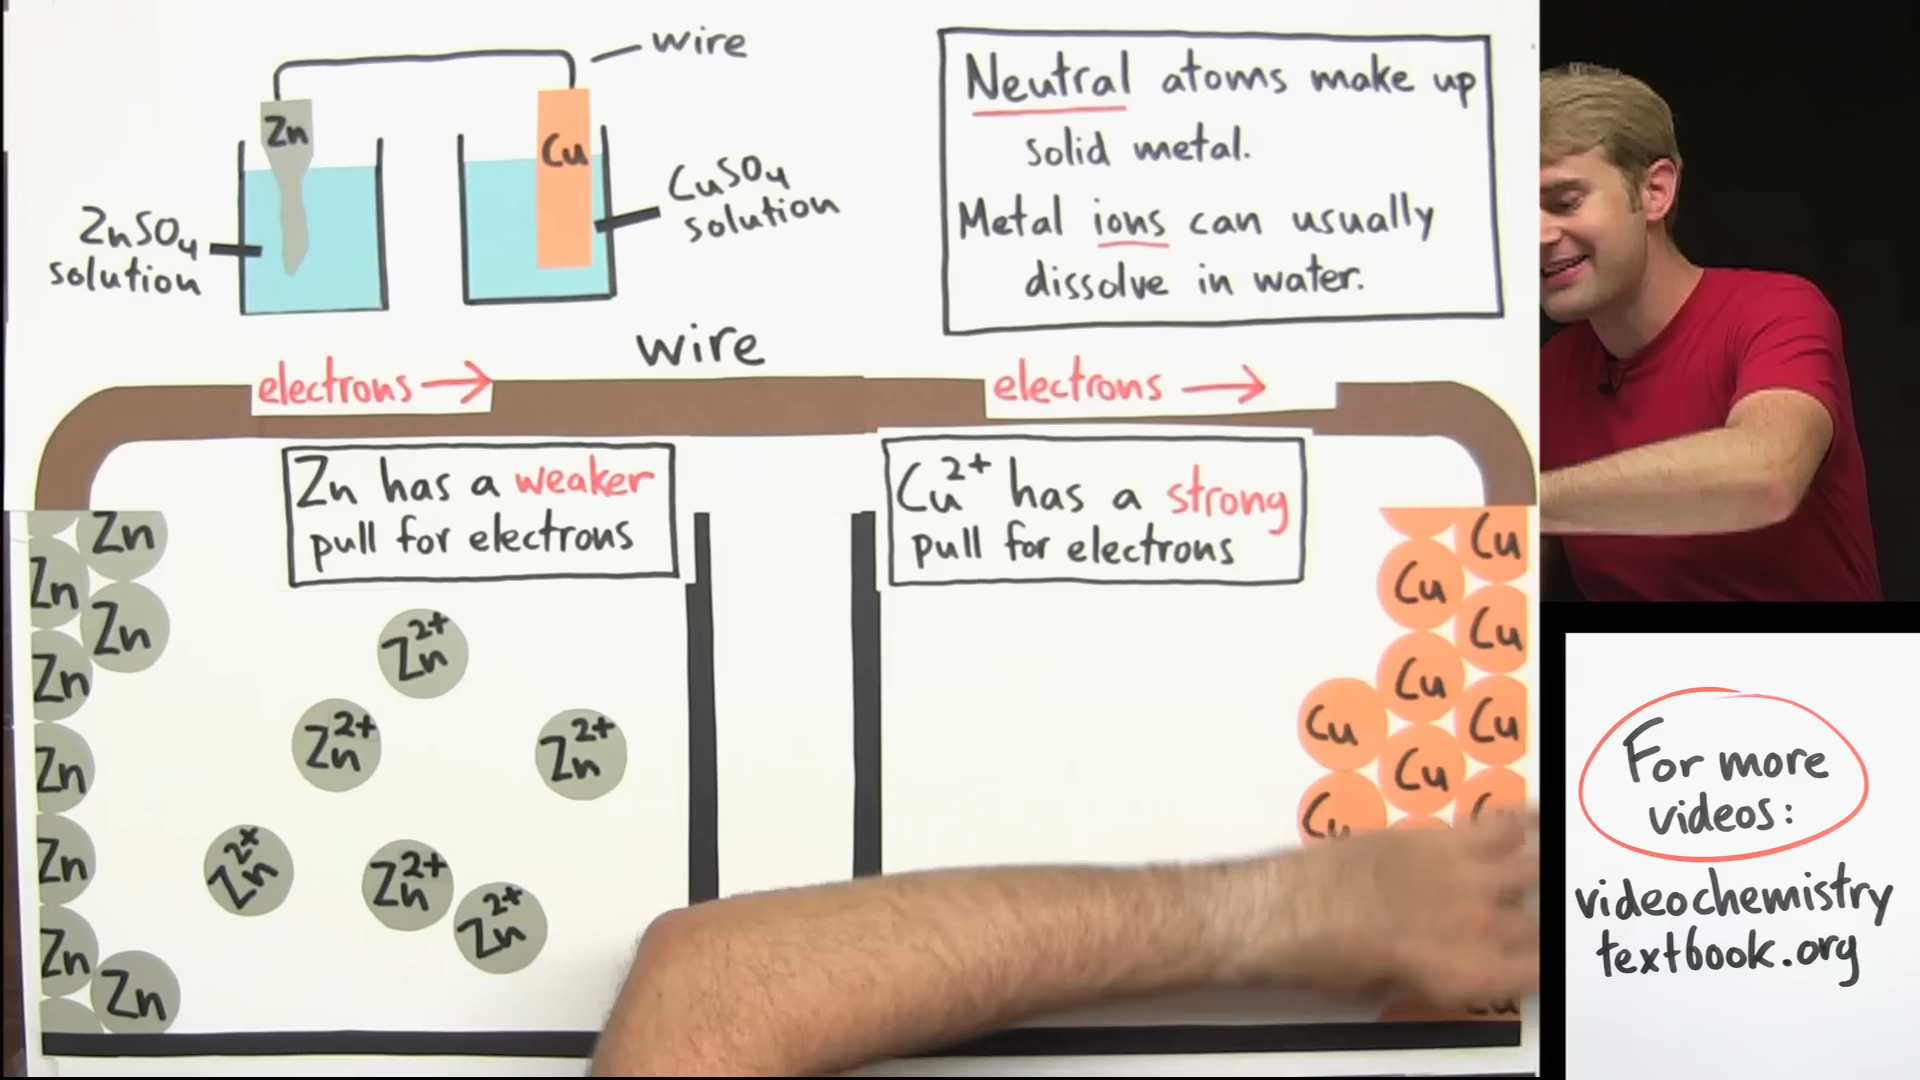 wire
Zn
Cu
ZnSO4
solution
CuSO4
solution
Neutral atoms make up
solid metal.
Metal ions can usually
dissolve in water.
wire
electrons →
electrons →
Zn has a weaker
pull for electrons
Cu2+ has a strong
pull for electrons
Zn
Zn
Zn
Zn
Zn
Zn
Zn
Zn
Zn2+
Zn2+
Zn2+
Zn2+
Zn2+
Zn2+
Cu
Cu
Cu
Cu
Cu
Cu
Cu
Cu
For more
videos:
videochemistry
textbook.org